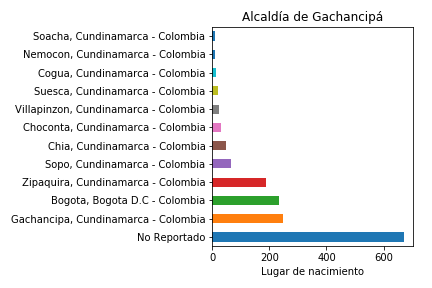 Alcaldía de Gachancipá
Soacha, Cundinamarca - Colombia
Nemocon, Cundinamarca - Colombia
Cogua, Cundinamarca - Colombia
Suesca, Cundinamarca - Colombia
Villapinzon, Cundinamarca - Colombia
Choconta, Cundinamarca - Colombia
Chia, Cundinamarca - Colombia
Sopo, Cundinamarca - Colombia
Zipaquira, Cundinamarca - Colombia
Bogota, Bogota D.C - Colombia
Gachancipa, Cundinamarca - Colombia
No Reportado
0 200 400 600
Lugar de nacimiento